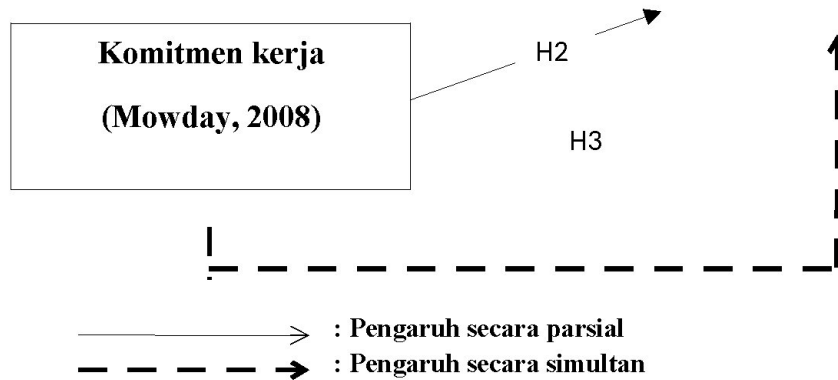 Komitmen kerja
(Mowday, 2008)
H2
H3
: Pengaruh secara parsial
: Pengaruh secara simultan